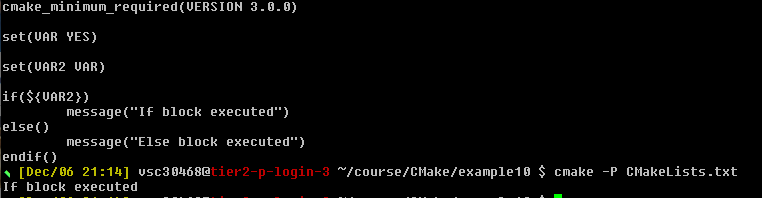 cmake_minimum_required(VERSION 3.0.0)
set(VAR YES)
set(VAR2 VAR)
if(${VAR2})
message("If block executed")
else()
message("Else block executed")
endif()
[Dec/06 21:14] vsc30468@tier2-p-login-3 ~/course/CMake/example10 $ cmake -P CMakeLists.txt
If block executed